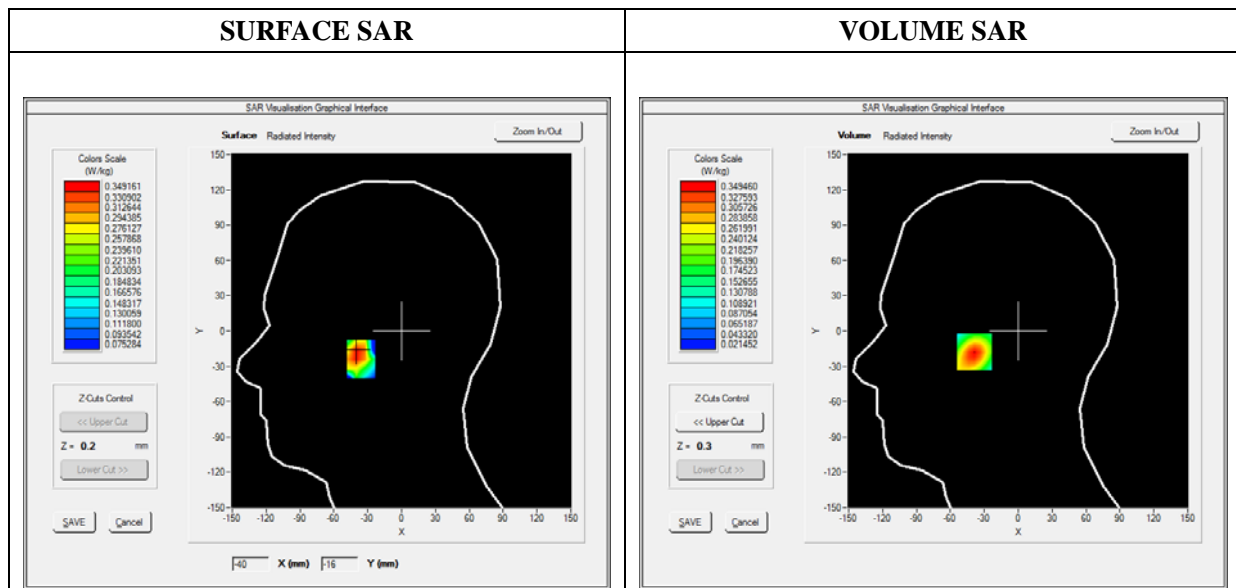 SURFACE SAR
VOLUME SAR
SAR Visualisation Graphical Interface
Surface Radiated Intensity
Zoom In/Out
Colors Scale
(W/kg)
0.349161
0.330902
0.312644
0.294385
0.276127
0.257868
0.239610
0.221351
0.203093
0.184834
0.166576
0.148317
0.130059
0.111800
0.093542
0.075284
Z-Cuts Control
<< Upper Cut
Z = 0.2 mm
Lower Cut >>
SAVE Cancel
150
120
90
60
30
0
-30
-60
-90
-120
-150
Y
-150 -120 -90 -60 -30 0 30 60 90 120 150
X
-40 X (mm) -16 Y (mm)
SAR Visualisation Graphical Interface
Volume Radiated Intensity
Zoom In/Out
Colors Scale
(W/kg)
0.349460
0.327593
0.305726
0.283858
0.261991
0.240124
0.218257
0.196390
0.174523
0.152655
0.130788
0.108921
0.087054
0.065187
0.043320
0.021452
Z-Cuts Control
<< Upper Cut
Z = 0.3 mm
Lower Cut >>
SAVE Cancel
150
120
90
60
30
0
-30
-60
-90
-120
-150
Y
-150 -120 -90 -60 -30 0 30 60 90 120 150
X